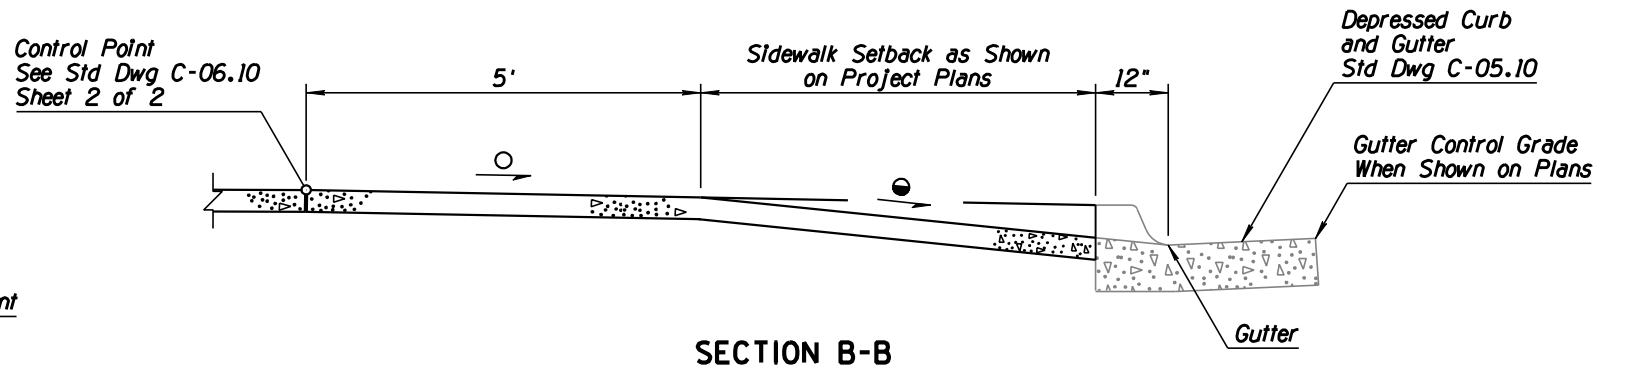 Control Point
See Std Dwg C-06.10
Sheet 2 of 2
5'
Sidewalk Setback as Shown
on Project Plans
12"
Depressed Curb
and Gutter
Std Dwg C-05.10
Gutter Control Grade
When Shown on Plans
Gutter
SECTION B-B